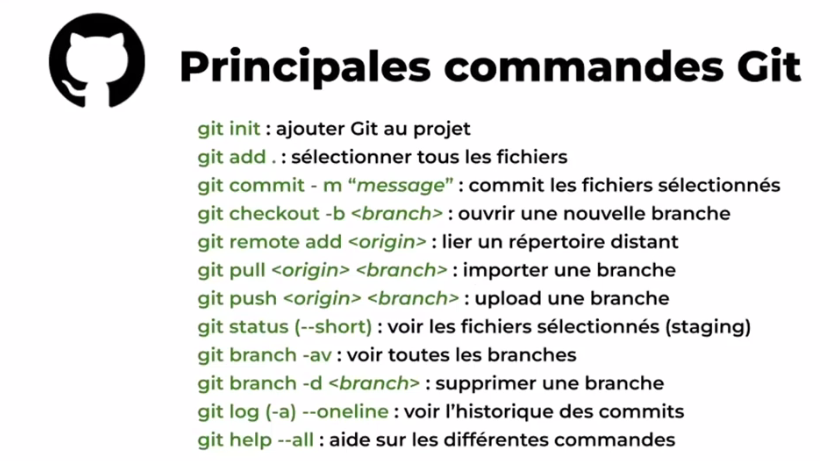 Principales commandes Git
git init : ajouter Git au projet
git add . : sélectionner tous les fichiers
git commit - m “message” : commit les fichiers sélectionnés
git checkout -b <branch> : ouvrir une nouvelle branche
git remote add <origin> : lier un répertoire distant
git pull <origin> <branch> : importer une branche
git push <origin> <branch> : upload une branche
git status (--short) : voir les fichiers sélectionnés (staging)
git branch -av : voir toutes les branches
git branch -d <branch> : supprimer une branche
git log (-a) --oneline : voir l’historique des commits
git help --all : aide sur les différentes commandes